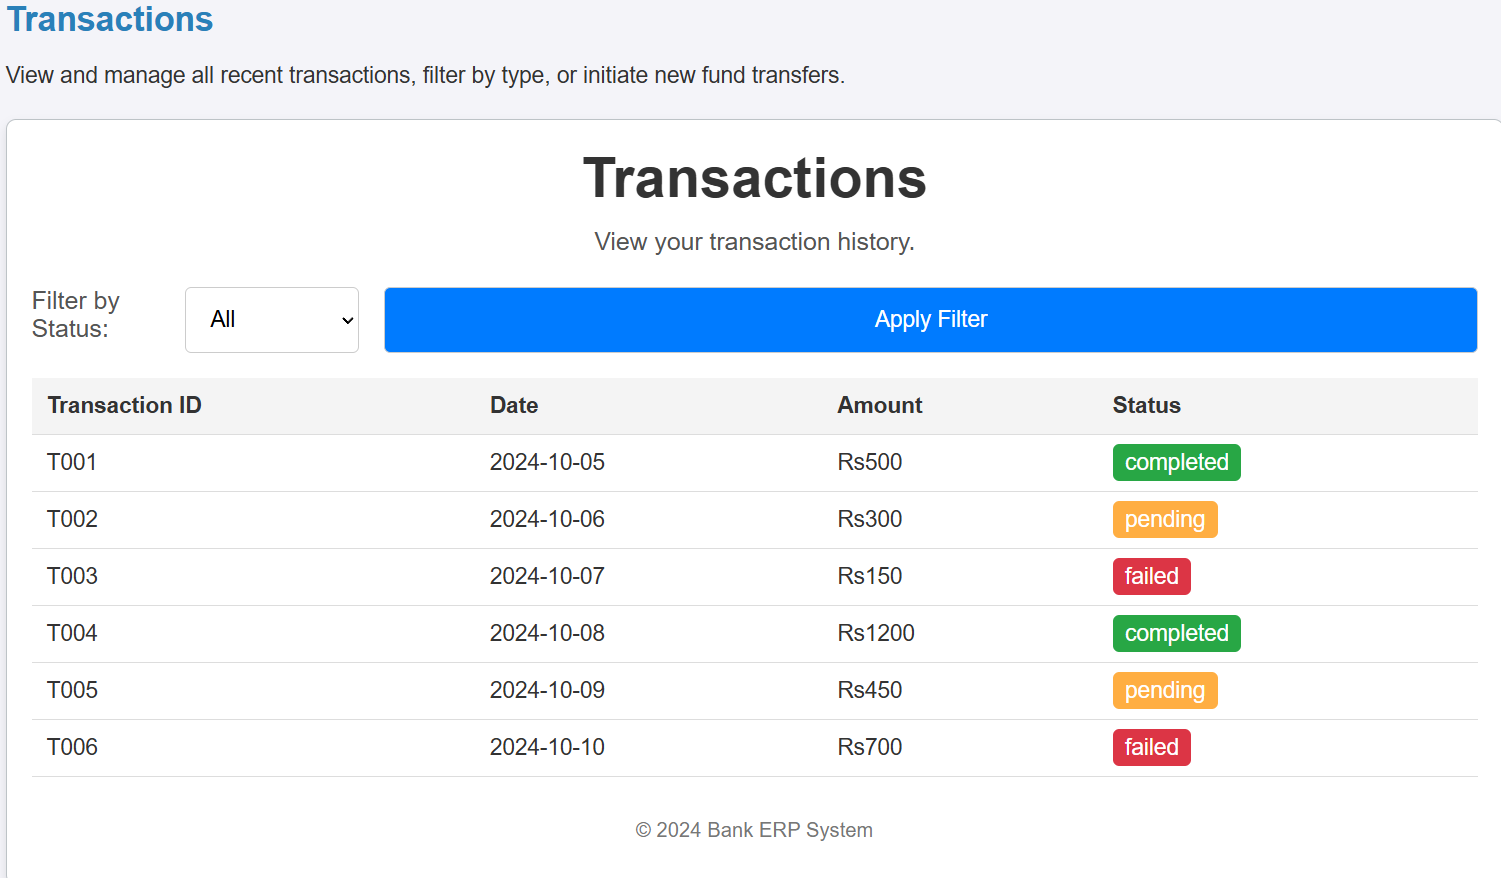 Transactions
View and manage all recent transactions, filter by type, or initiate new fund transfers.
Transactions
View your transaction history.
Filter by
Status:
All
Apply Filter
Transaction ID Date Amount Status
T001 2024-10-05 Rs500 completed
T002 2024-10-06 Rs300 pending
T003 2024-10-07 Rs150 failed
T004 2024-10-08 Rs1200 completed
T005 2024-10-09 Rs450 pending
T006 2024-10-10 Rs700 failed
© 2024 Bank ERP System